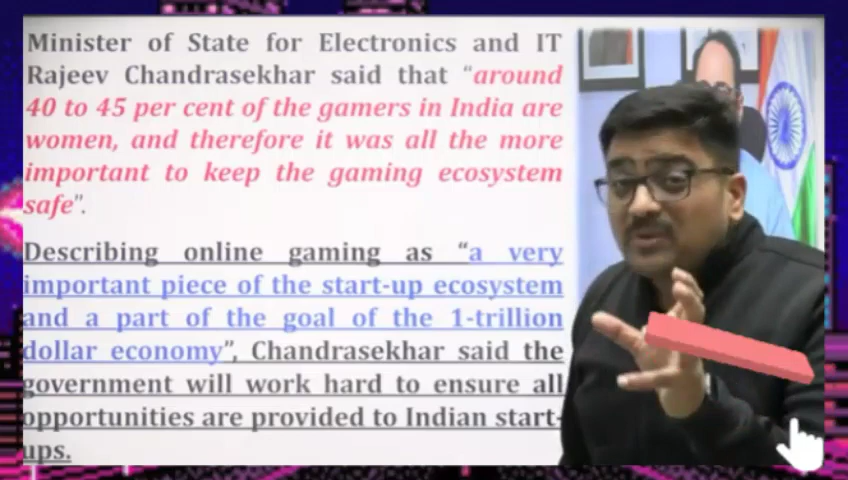 Minister of State for Electronics and IT
Rajeev Chandrasekhar said that “around
40 to 45 per cent of the gamers in India are
women, and therefore it was all the more
important to keep the gaming ecosystem
safe”.
Describing online gaming as “a very
important piece of the start-up ecosystem
and a part of the goal of the 1-trillion
dollar economy”, Chandrasekhar said the
government will work hard to ensure all
opportunities are provided to Indian start-
ups.